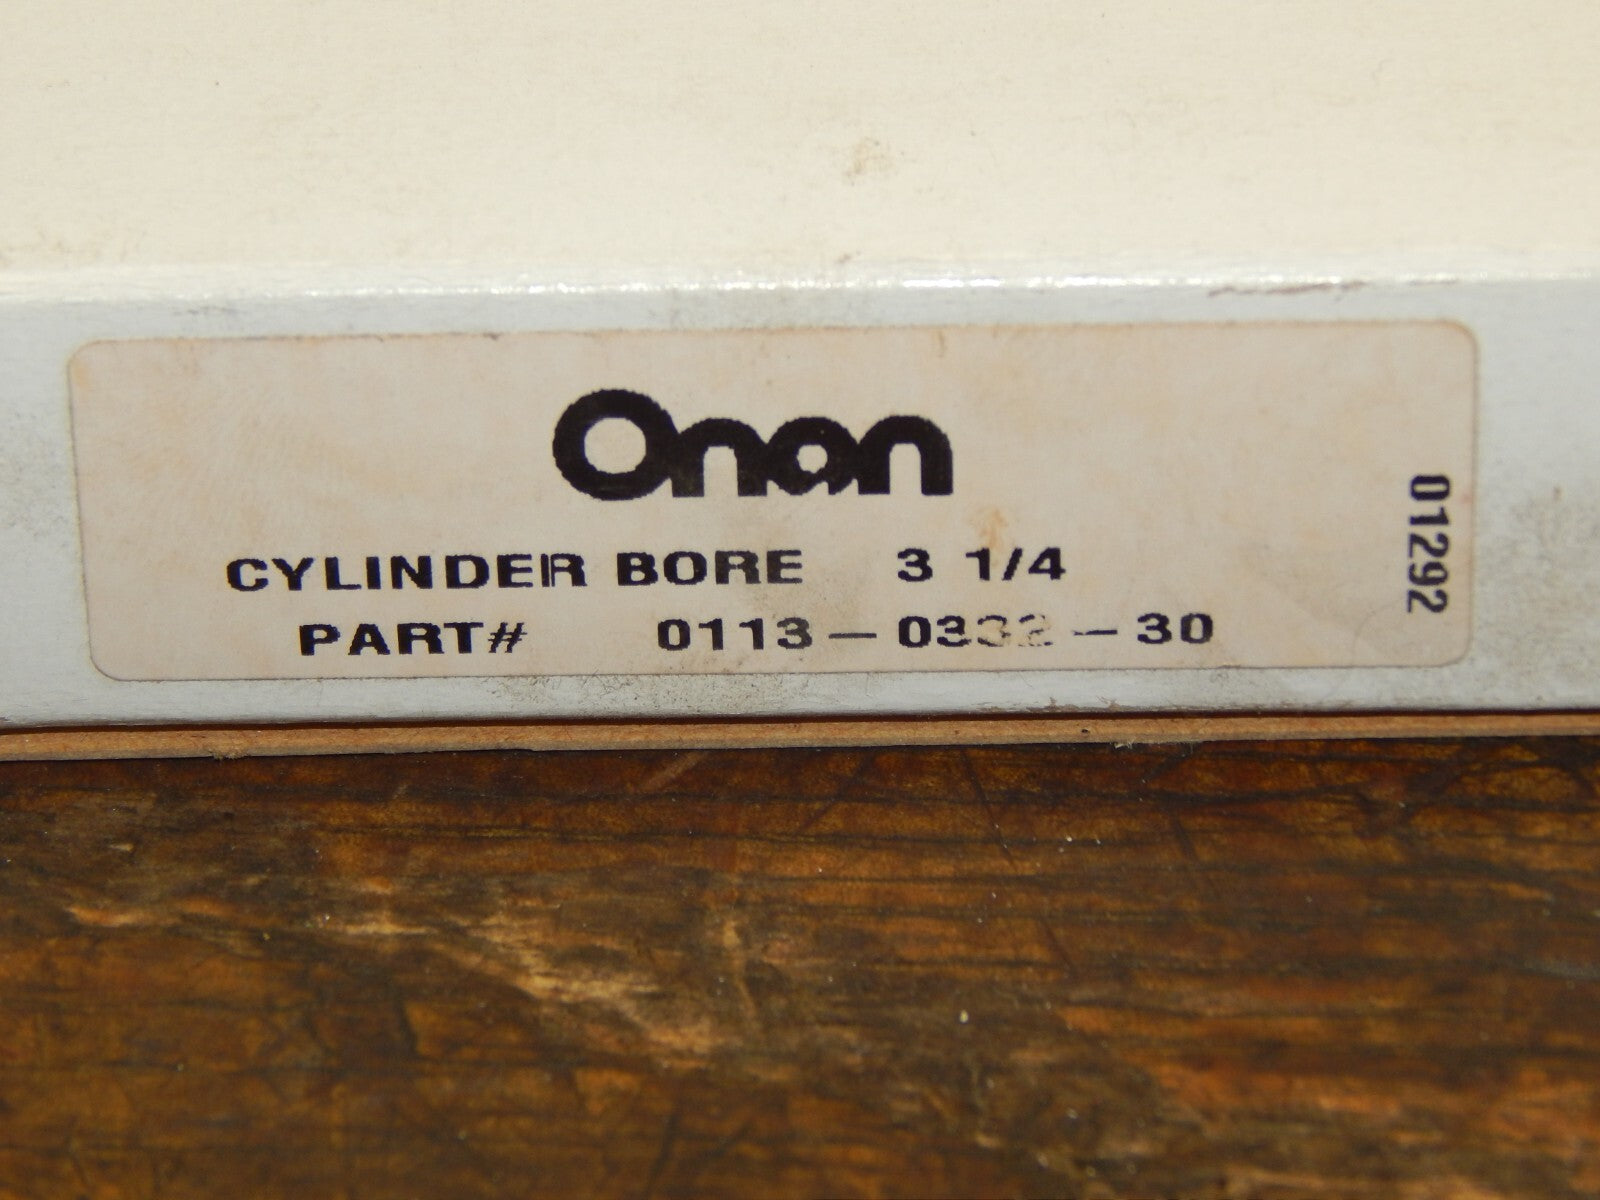 Onan
CYLINDER BORE 3 1/4
PART# 0113-0332-30
01292